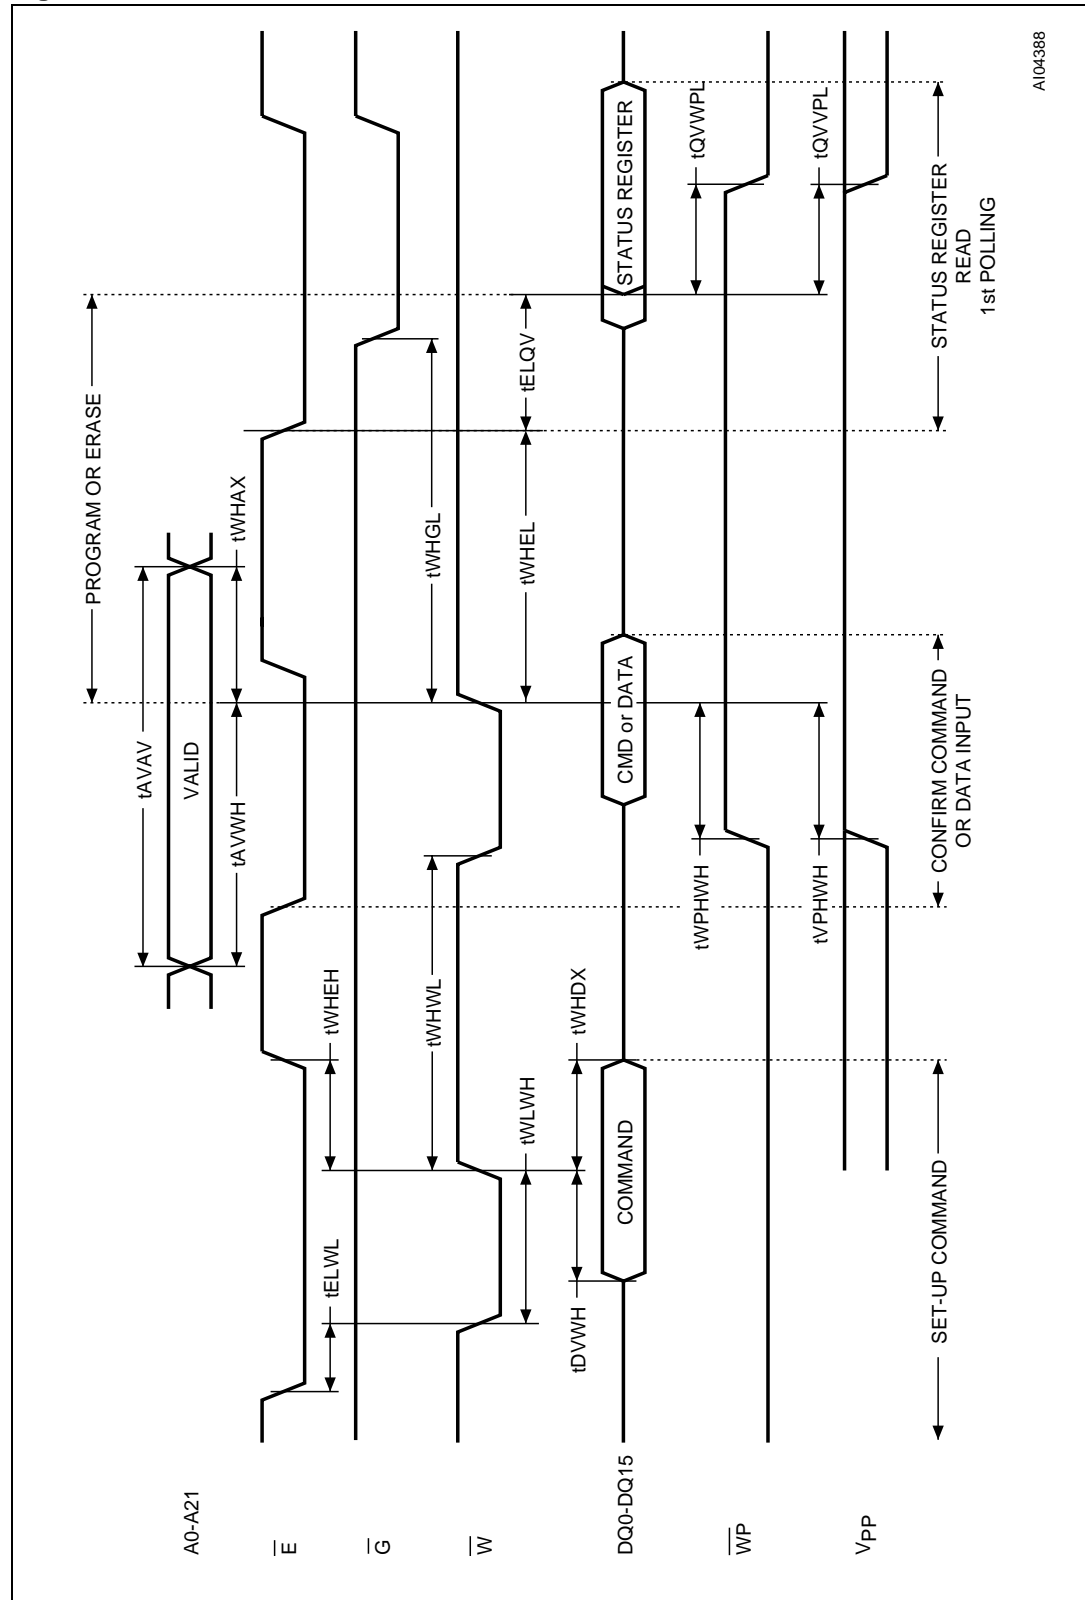 PROGRAM OR ERASE
tAVAV
A0-A21
VALID
tAVWH
tWHAX
E
tELWL
tWHEH
G
tWHWL
tWHGL
W
tWLWH
tWHEL
tELQV
tDVWH
tWHDX
DQ0-DQ15
COMMAND
CMD or DATA
STATUS REGISTER
tWPHWH
tQVWPL
WP
tVPHWH
tQVVPL
VPP
SET-UP COMMAND
CONFIRM COMMAND
OR DATA INPUT
STATUS REGISTER
READ
1st POLLING
AI04388